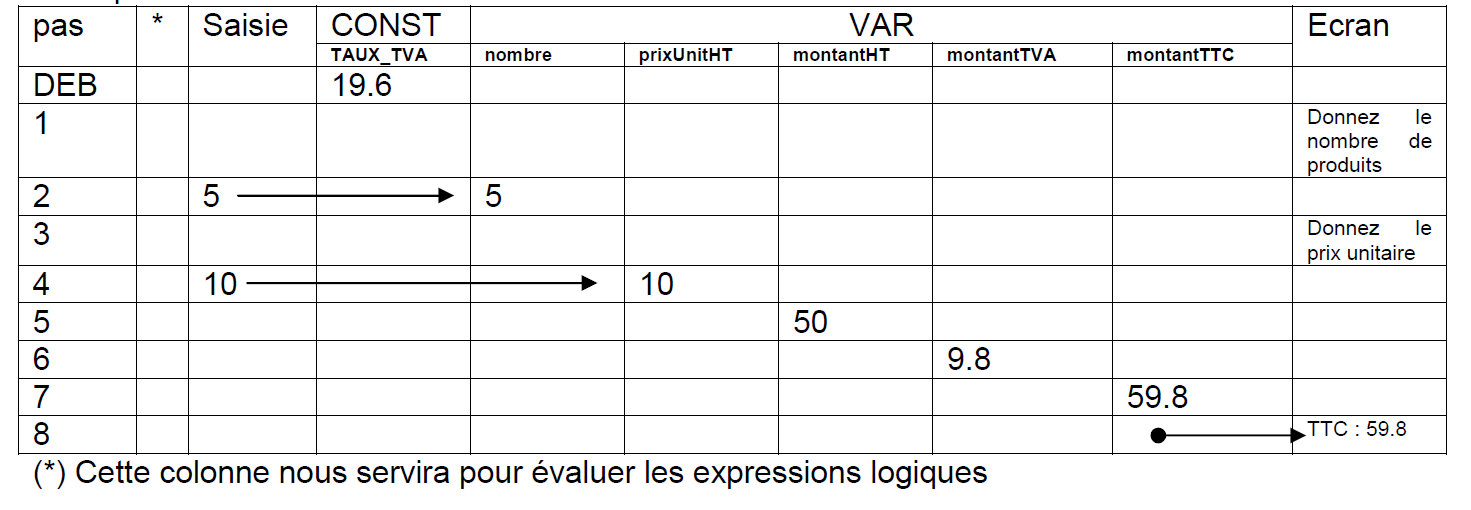 pas * Saisie CONST VAR Ecran
TAUX_TVA nombre prixUnitHT montantHT montantTVA montantTTC
DEB 19.6
1 Donnez le
nombre de
produits
2 5 5
3 Donnez le
prix unitaire
4 10 10
5 50
6 9.8
7 59.8
8 TTC : 59.8
(*) Cette colonne nous servira pour évaluer les expressions logiques